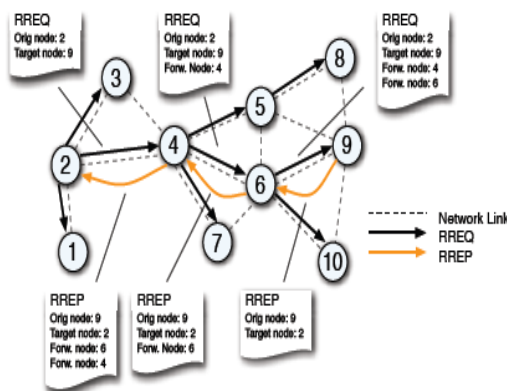 RREQ
Orig node: 2
Target node: 9
RREQ
Orig node: 2
Target node: 9
Forw. Node: 4
RREQ
Orig node: 2
Target node: 9
Forw. node: 4
Forw. node: 6
3
8
5
4
2
9
6
7
1
10
Network Link
RREQ
RREP
RREP
Orig node: 9
Target node: 2
Forw. node: 6
Forw. node: 4
RREP
Orig node: 9
Target node: 2
Forw. Node: 6
RREP
Orig node: 9
Target node: 2